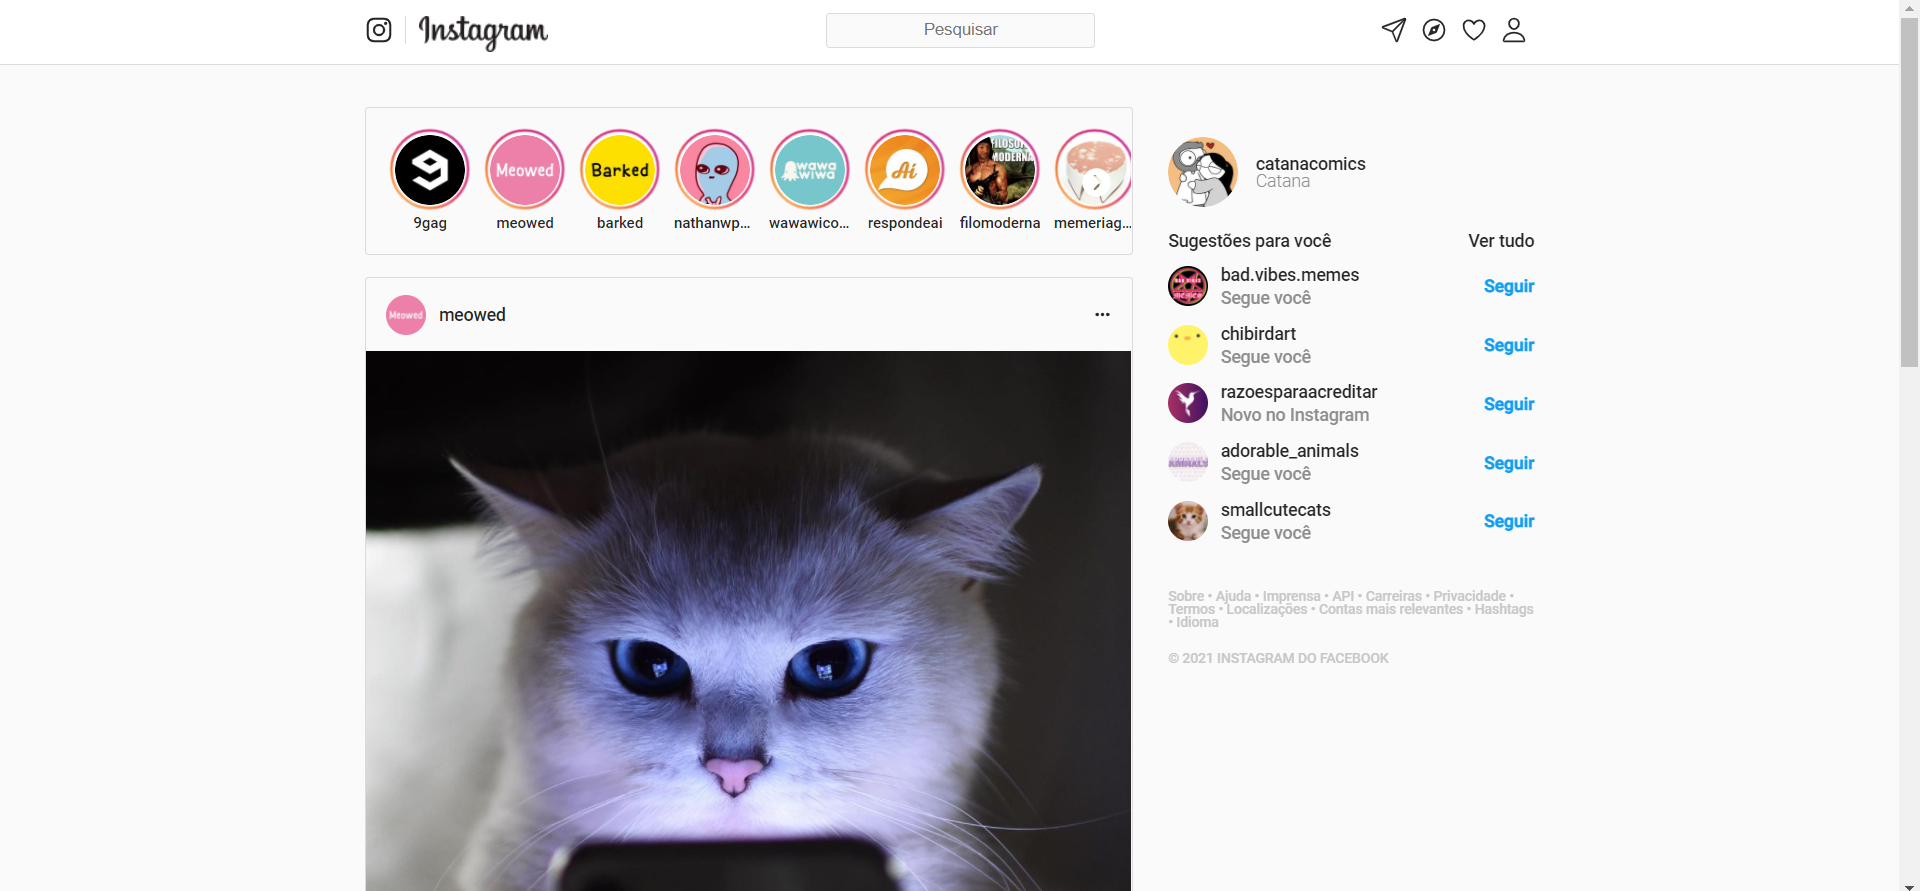 Instagram
Pesquisar
Meowed
Barked
wawa
wiwa
Ai
FILOSOFI
MODERNA
9gag
meowed
barked
nathanwp...
wawawico...
respondeai
filomoderna
memeriag...
catanacomics
Catana
Sugestões para você
Ver tudo
bad.vibes.memes
Segue você
Seguir
chibirdart
Segue você
Seguir
razoesparaacreditar
Novo no Instagram
Seguir
adorable_animals
Segue você
Seguir
smallcutecats
Segue você
Seguir
Sobre • Ajuda • Imprensa • API • Carreiras • Privacidade •
Termos • Localizações • Contas mais relevantes • Hashtags
• Idioma
© 2021 INSTAGRAM DO FACEBOOK
Meowed
meowed